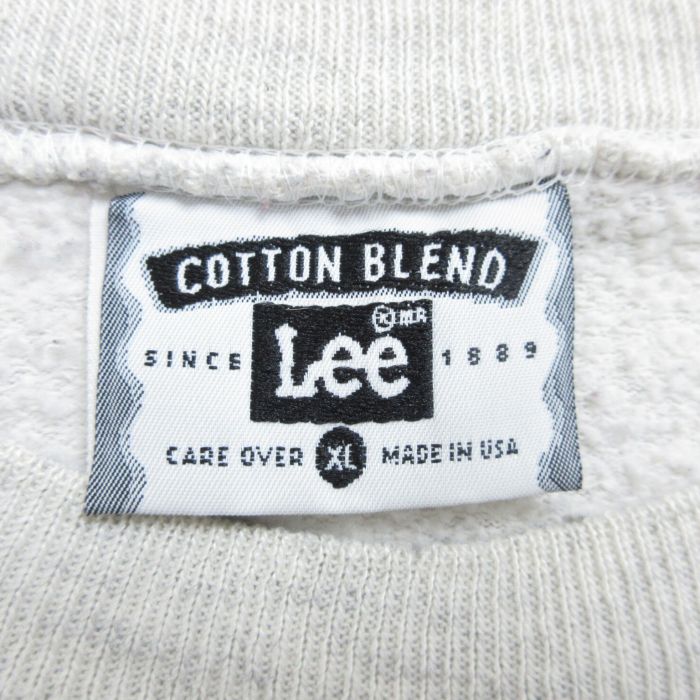 COTTON BLEND
® M.R.
Lee
SINCE 1889
CARE OVER XL MADE IN USA